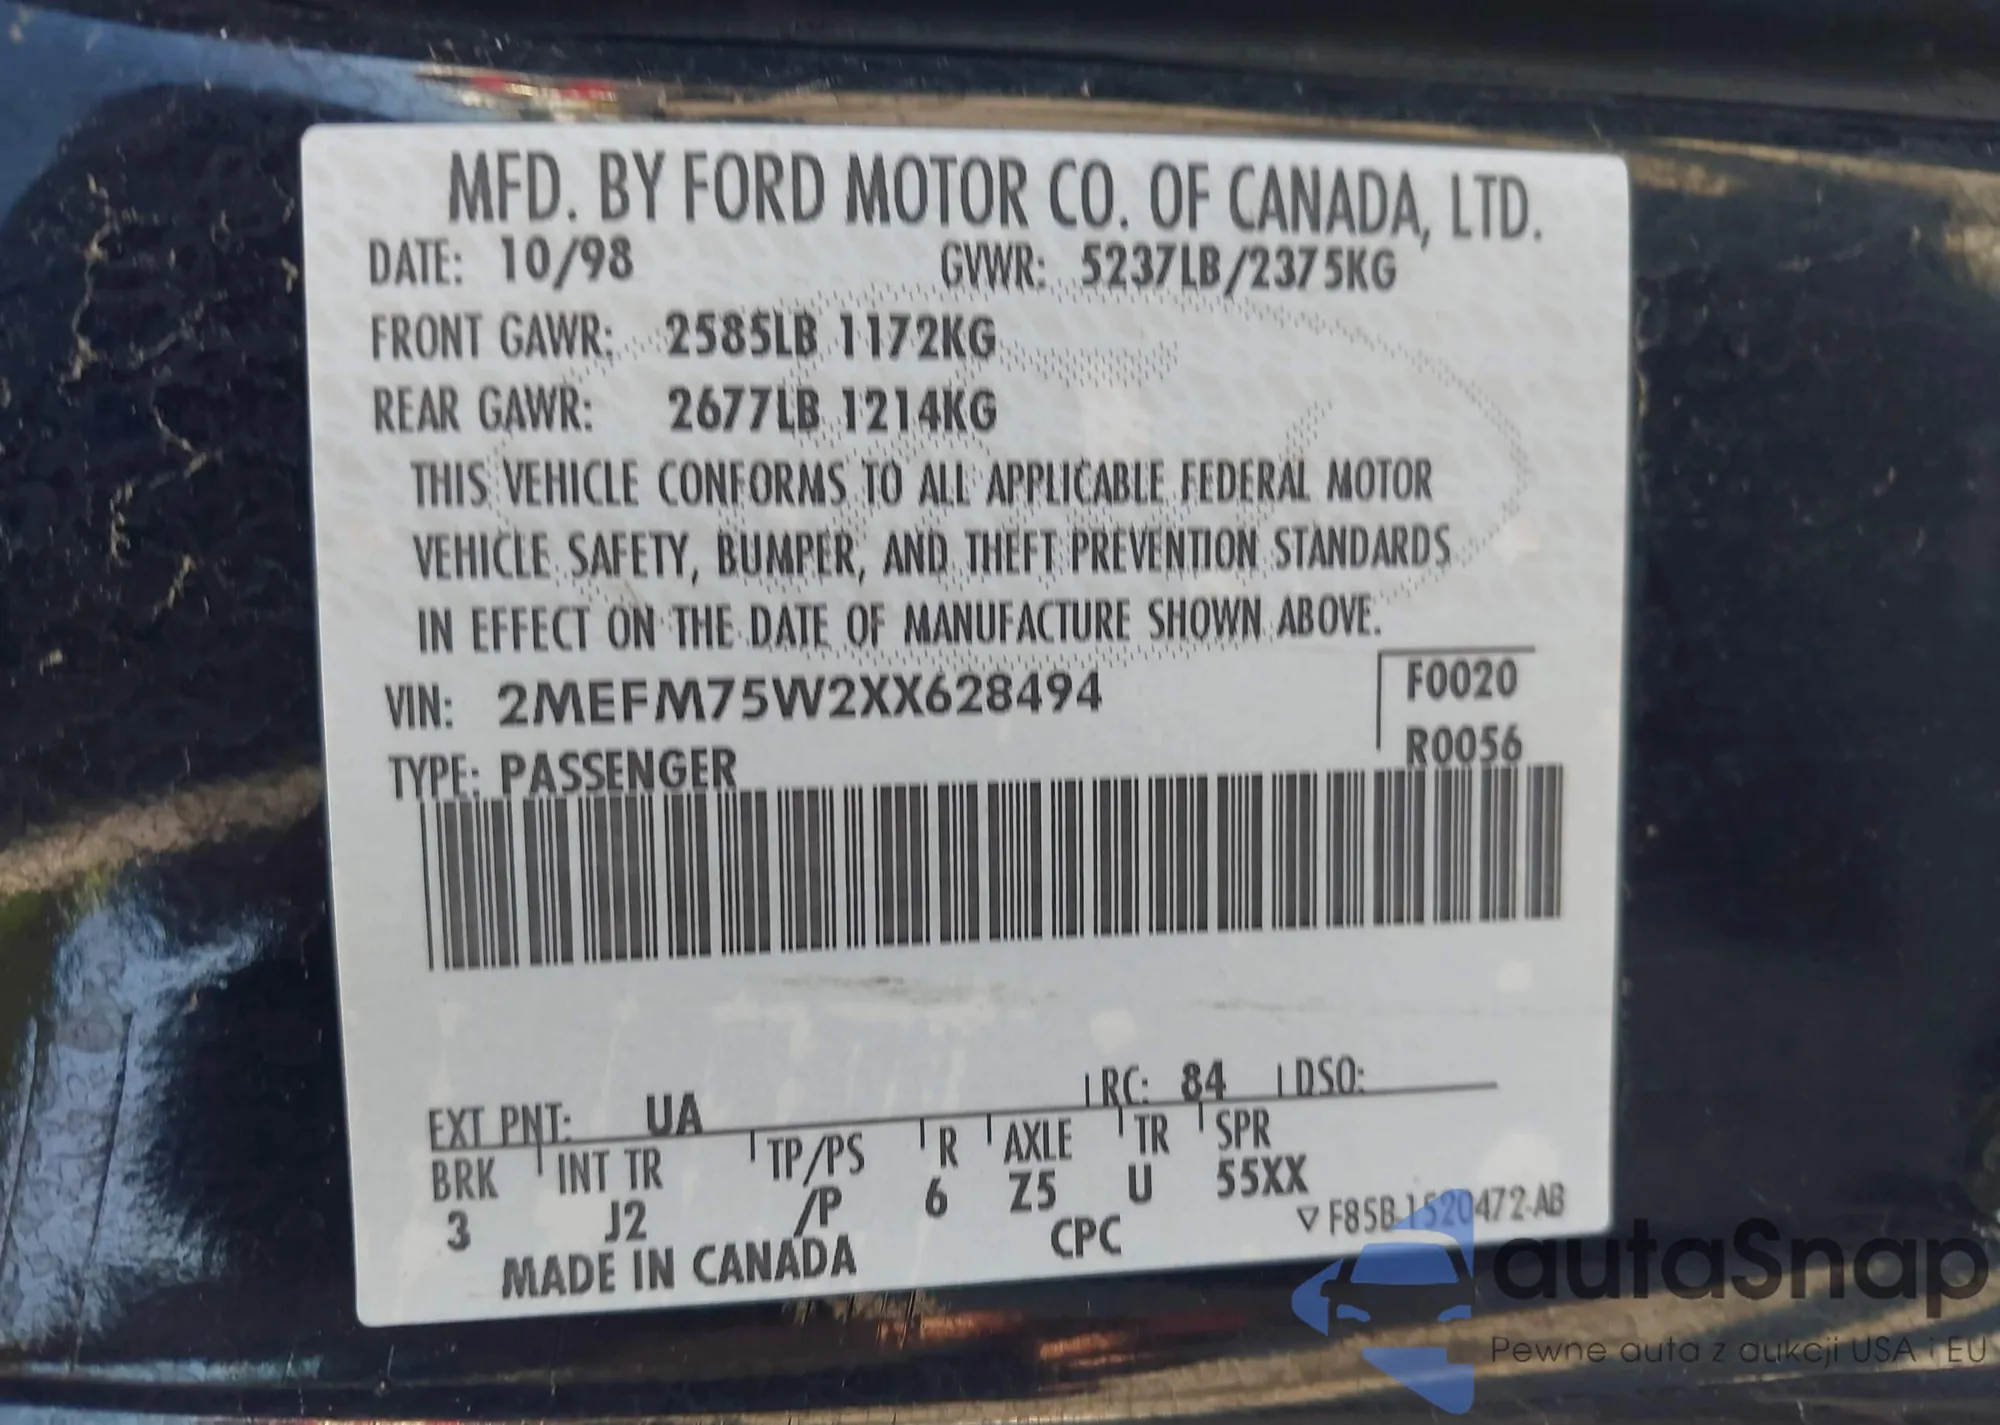 MFD. BY FORD MOTOR CO. OF CANADA, LTD.
DATE: 10/98 GVWR: 5237LB/2375KG
FRONT GAWR: 2585LB 1172KG
REAR GAWR: 2677LB 1214KG
THIS VEHICLE CONFORMS TO ALL APPLICABLE FEDERAL MOTOR
VEHICLE SAFETY, BUMPER, AND THEFT PREVENTION STANDARDS
IN EFFECT ON THE DATE OF MANUFACTURE SHOWN ABOVE.
VIN: 2MEFM75W2XX628494 F0020
TYPE: PASSENGER R0056
EXT PNT: UA RC: 84 DSO:
BRK INT TR TP/PS R AXLE TR SPR
3 J2 /P 6 Z5 U 55XX
MADE IN CANADA CPC ▽ F85B-1520472-AB
autaSnap
Pewne auta z aukcji USA i EU